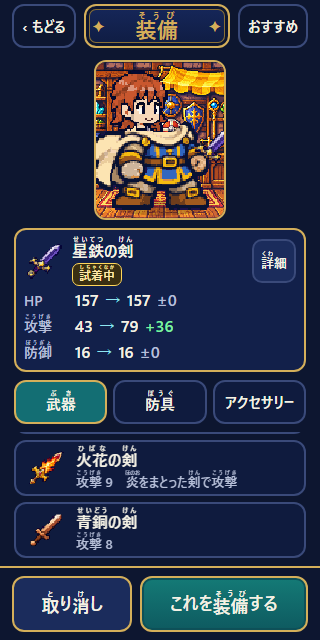 ‹ もどる
装備
そうび
おすすめ
星鉄の剣
せいてつ けん
試着中
しちゃくちゅう
詳細
くわ
HP 157 → 157 ±0
攻撃 43 → 79 +36
こうげき
防御 16 → 16 ±0
ぼうぎょ
武器
ぶき
防具
ぼうぐ
アクセサリー
火花の剣
ひばな けん
攻撃 9 炎をまとった剣で攻撃
こうげき ほのお けん こうげき
青銅の剣
せいどう けん
攻撃 8
こうげき
取り消し
と け
これを装備する
そうび